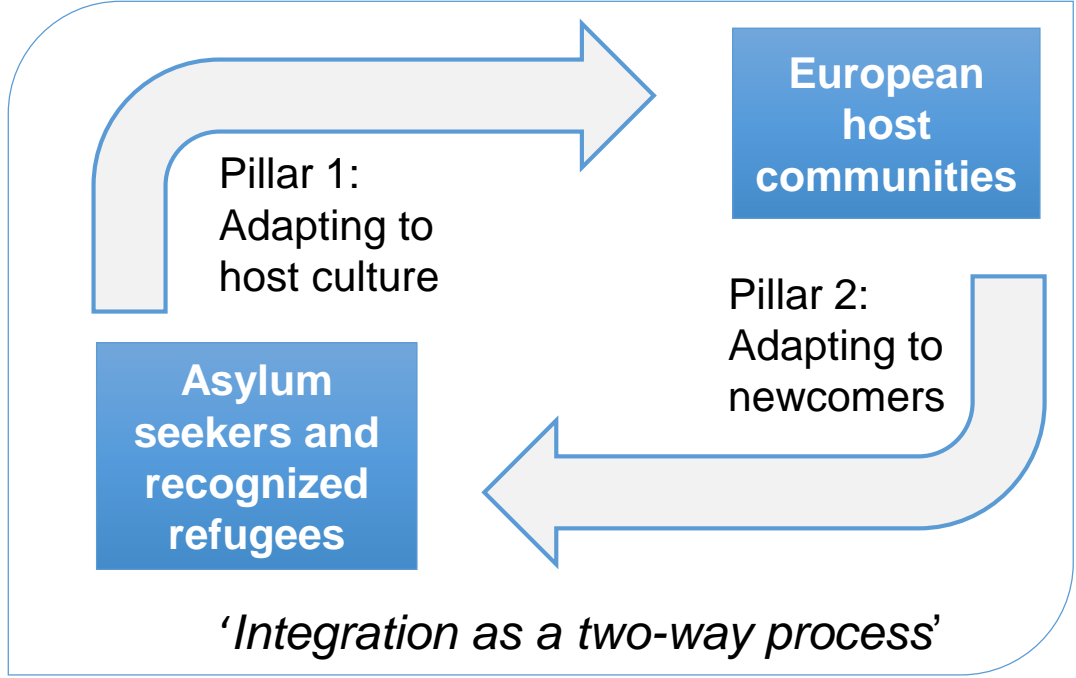 European
host
communities
Pillar 1:
Adapting to
host culture
Pillar 2:
Adapting to
newcomers
Asylum
seekers and
recognized
refugees
‘Integration as a two-way process’